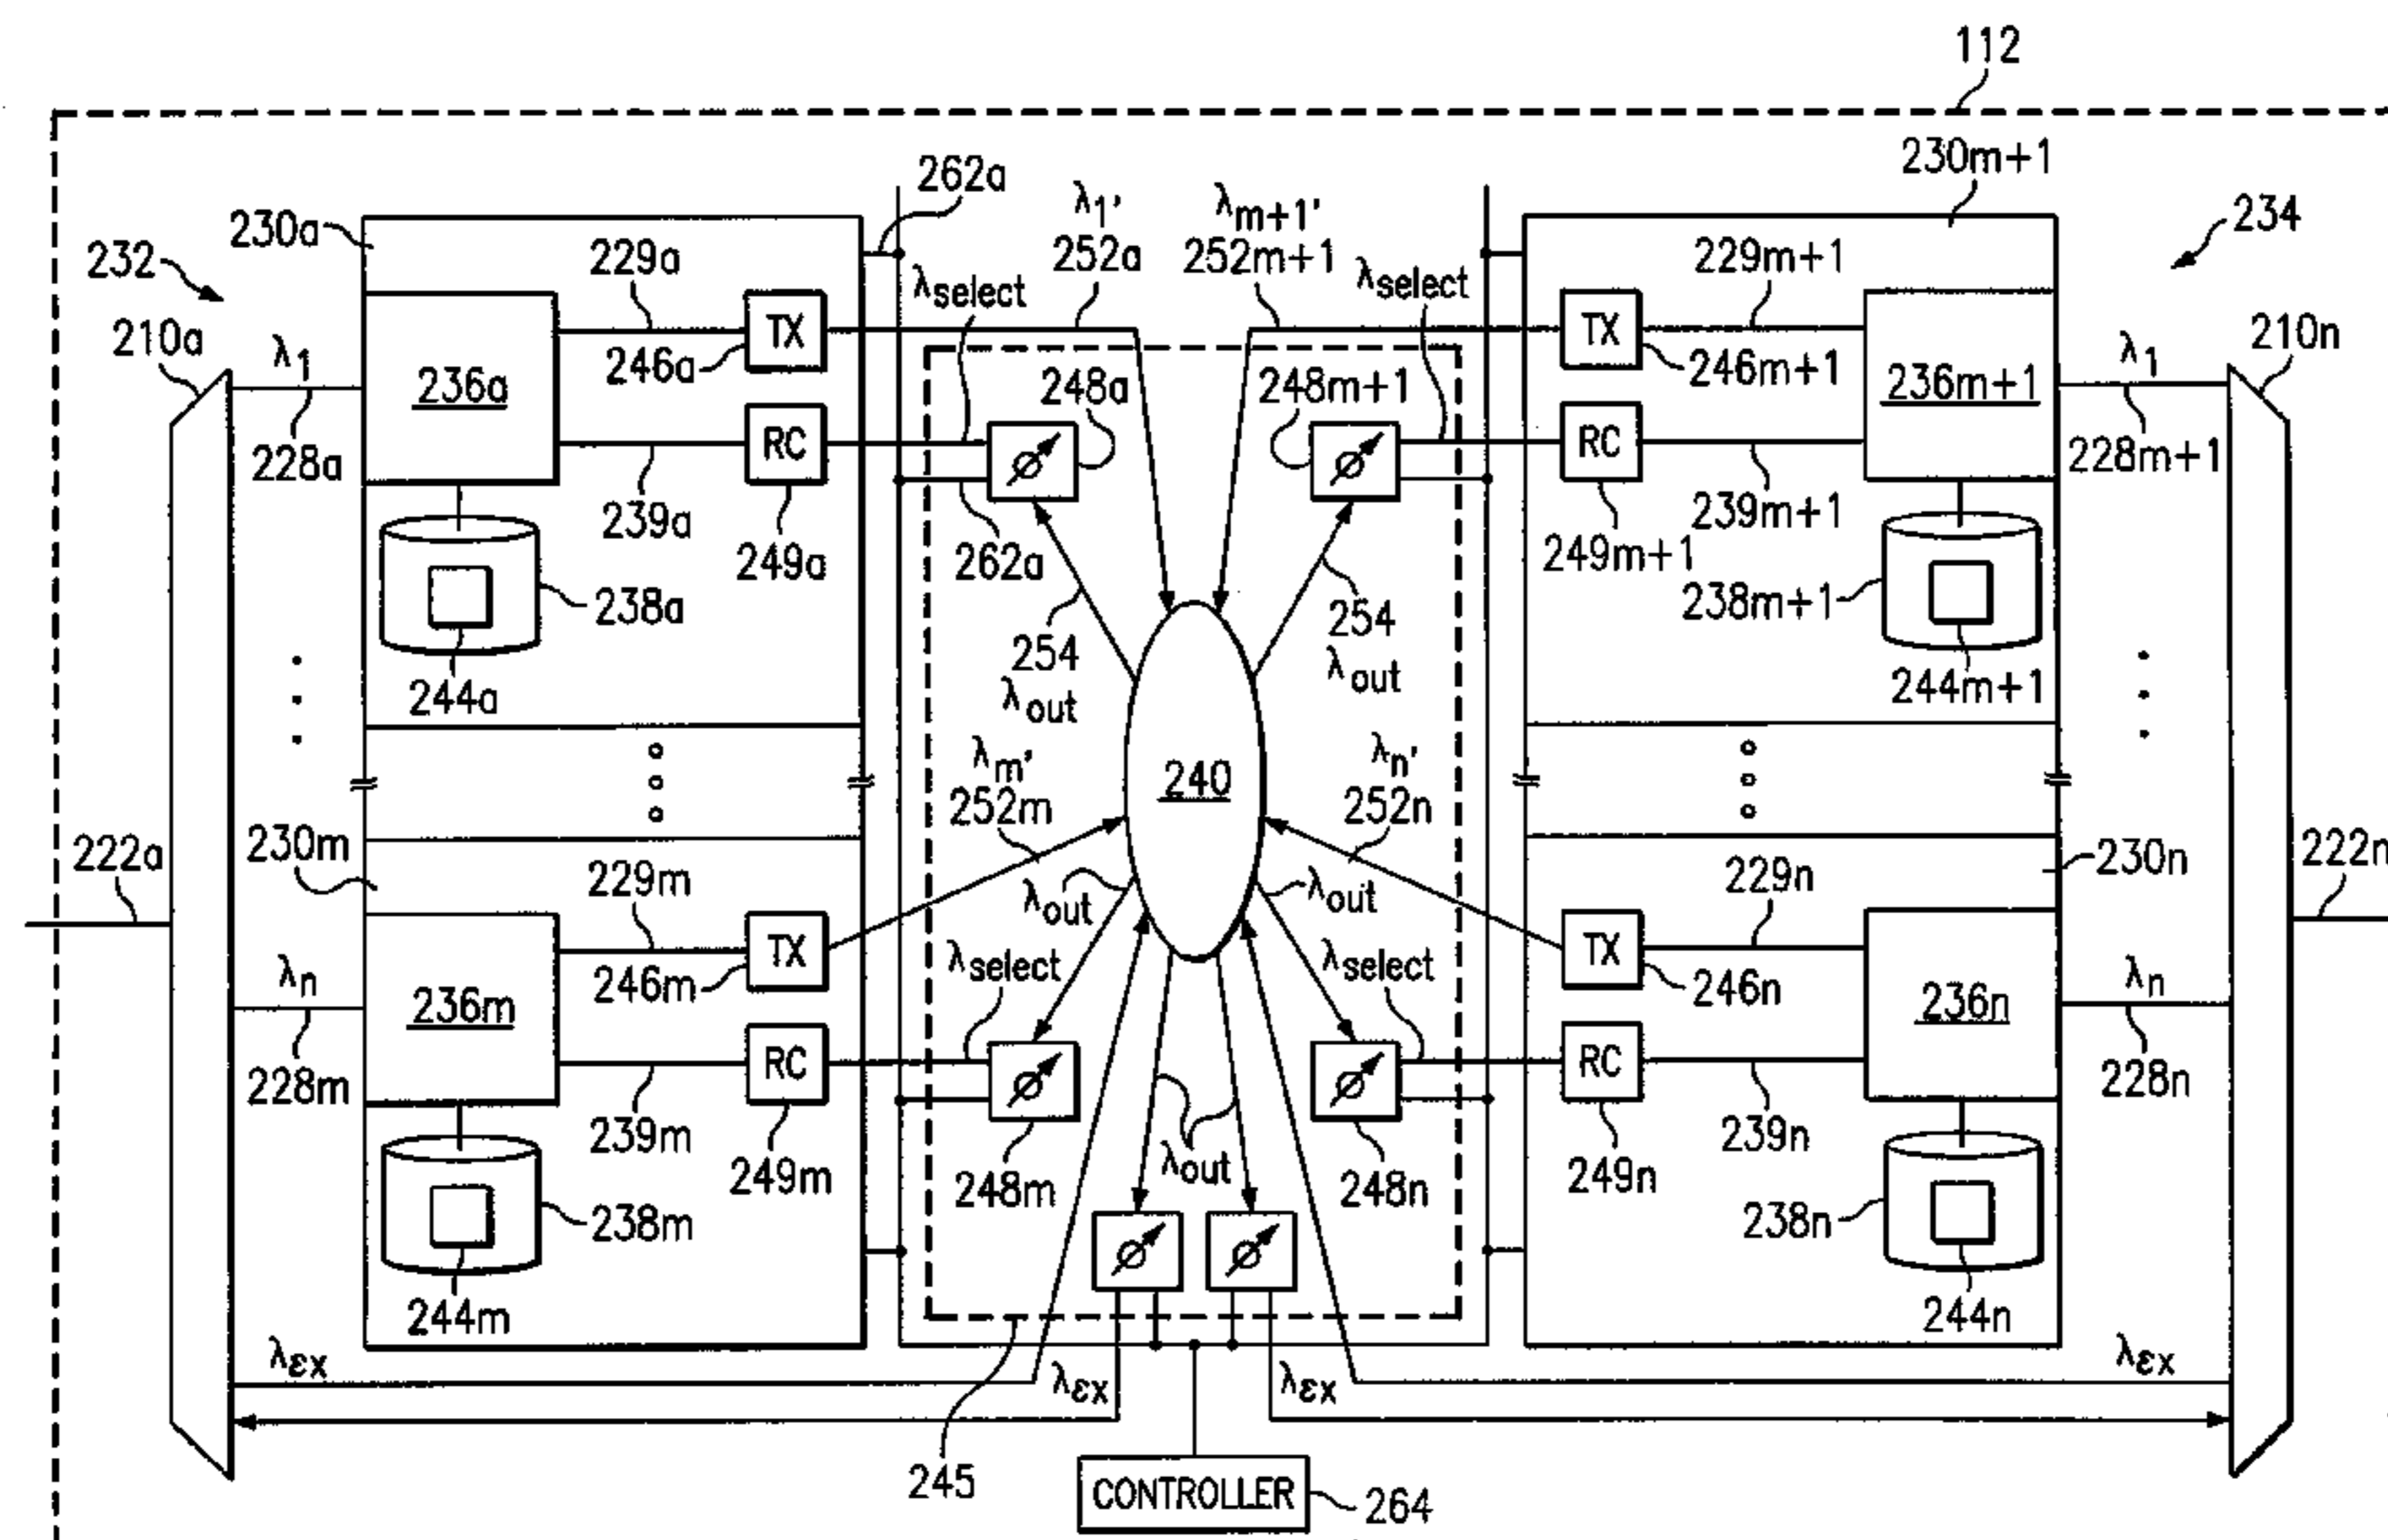 112
230m+1
262a
λ1' λm+1'
230a
229a
252a 252m+1
229m+1
234
232
λselect λselect
210a
TX
TX
210n
λ1
246a
246m+1
λ1
236a
248a 248m+1
236m+1
228a
RC
RC
228m+1
239a
239m+1
249a
262a
249m+1
238a
254
254
238m+1
244a
λout
λout
244m+1
λm'
λn'
240
252m
252n
222a
230m
230n
222n
229m
229n
λout
λout
TX
TX
λn
246m
λselect λselect
246n
λn
236m
236n
228m
RC
RC
228n
239m
239n
249m
248m
λout
248n
249n
238m
238n
244m
244n
λεx
λεx
λεx
λεx
245
CONTROLLER
264